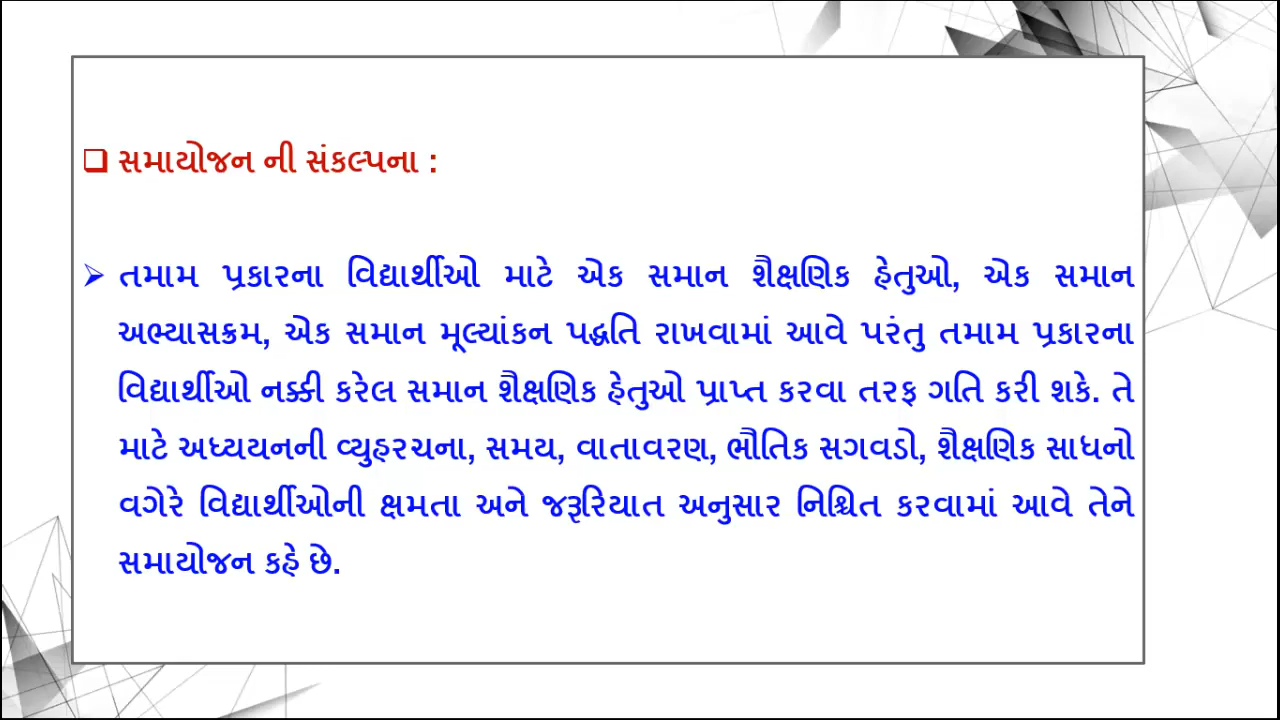 ❑ સમાયોજન ની સંકલ્પના :
➢ તમામ પ્રકારના વિદ્યાર્થીઓ માટે એક સમાન શૈક્ષણિક હેતુઓ, એક સમાન
અભ્યાસક્રમ, એક સમાન મૂલ્યાંકન પદ્ધતિ રાખવામાં આવે પરંતુ તમામ પ્રકારના
વિદ્યાર્થીઓ નક્કી કરેલ સમાન શૈક્ષણિક હેતુઓ પ્રાપ્ત કરવા તરફ ગતિ કરી શકે. તે
માટે અધ્યયનની વ્યુહરચના, સમય, વાતાવરણ, ભૌતિક સગવડો, શૈક્ષણિક સાધનો
વગેરે વિદ્યાર્થીઓની ક્ષમતા અને જરૂરિયાત અનુસાર નિશ્ચિત કરવામાં આવે તેને
સમાયોજન કહે છે.